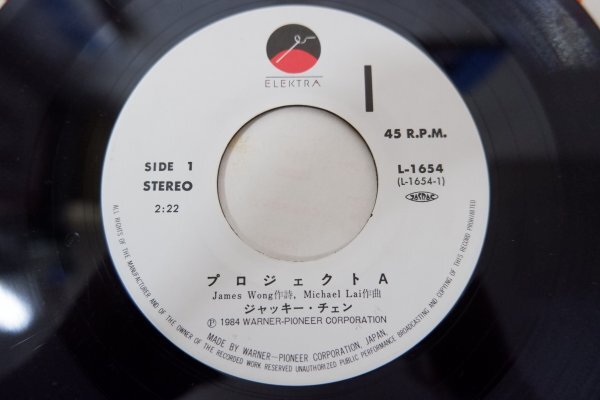 ELEKTRA
45 R.P.M.
SIDE 1
STEREO
L-1654
(L-1654-1)
2:22
プロジェクトA
James Wong作詩, Michael Lai作曲
ジャッキー・チェン
Ⓟ 1984 WARNER-PIONEER CORPORATION
MADE BY WARNER-PIONEER CORPORATION, JAPAN,
ALL RIGHTS OF THE MANUFACTURER AND OF THE OWNER OF THE RECORDED WORK RESERVED UNAUTHORIZED PUBLIC PERFORMANCE BROADCASTING AND COPYING OF THIS RECORD PROHIBITED